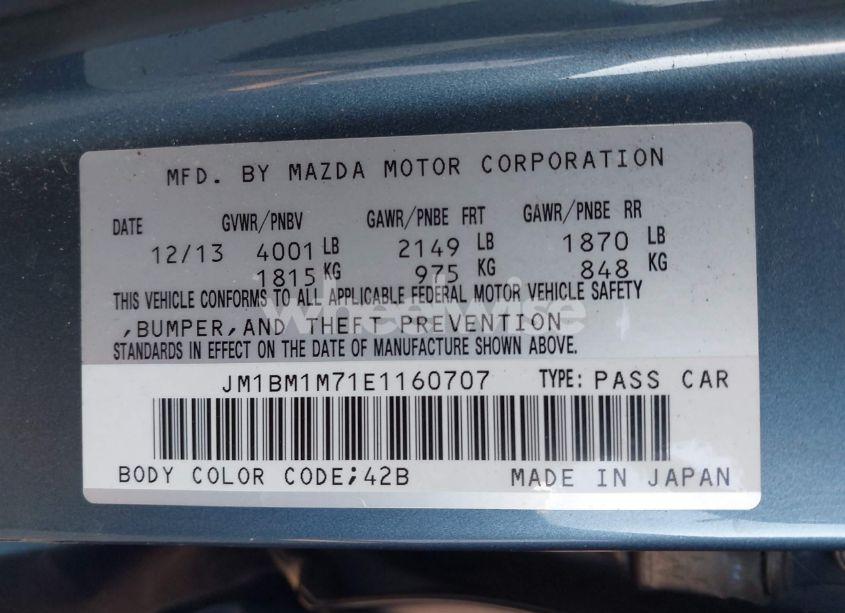 MFD. BY MAZDA MOTOR CORPORATION
DATE GVWR/PNBV GAWR/PNBE FRT GAWR/PNBE RR
12/13 4001 LB 2149 LB 1870 LB
1815 KG 975 KG 848 KG
THIS VEHICLE CONFORMS TO ALL APPLICABLE FEDERAL MOTOR VEHICLE SAFETY
wheelwise
,BUMPER,AND THEFT PREVENTION
STANDARDS IN EFFECT ON THE DATE OF MANUFACTURE SHOWN ABOVE.
JM1BM1M71E1160707 TYPE: PASS CAR
BODY COLOR CODE;42B MADE IN JAPAN